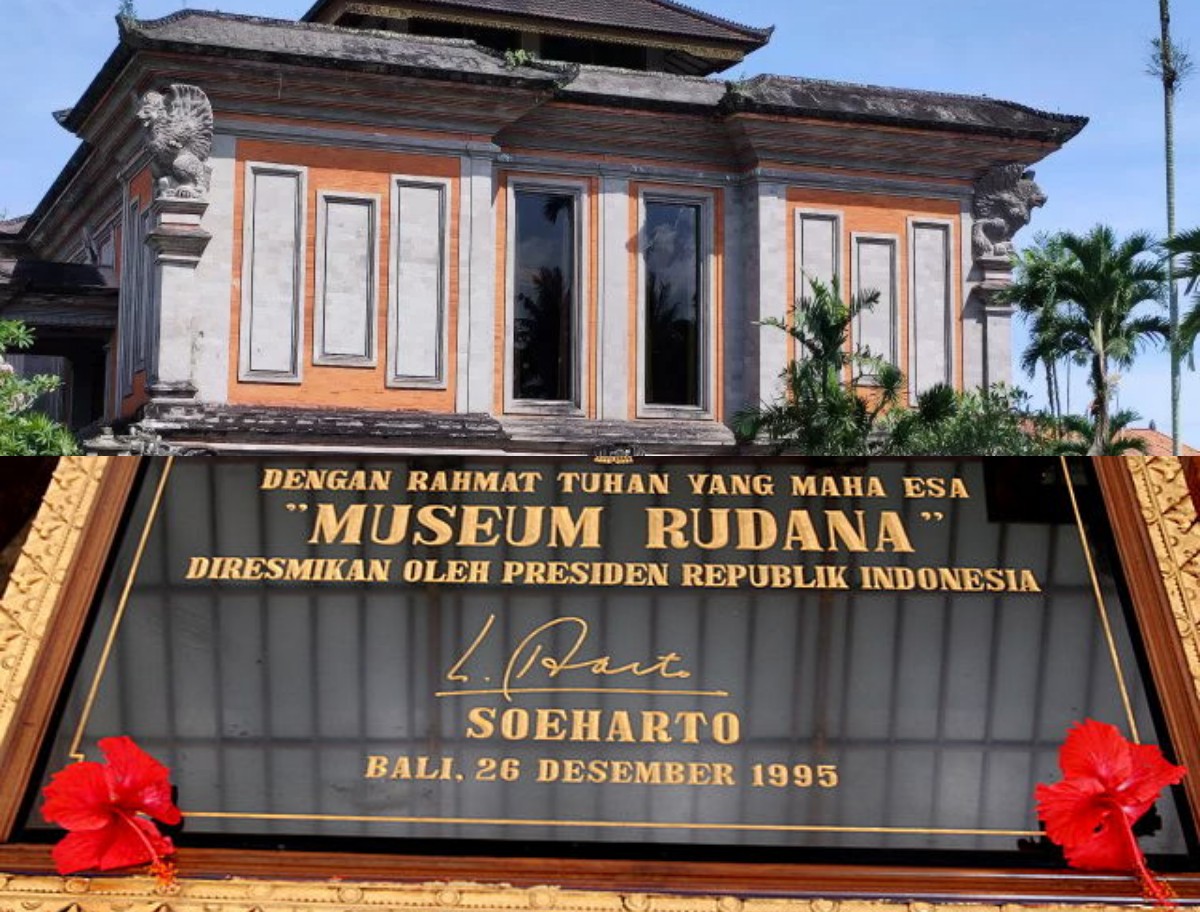 DENGAN RAHMAT TUHAN YANG MAHA ESA
"MUSEUM RUDANA"
DIRESMIKAN OLEH PRESIDEN REPUBLIK INDONESIA
SOEHARTO
BALI, 26 DESEMBER 1995